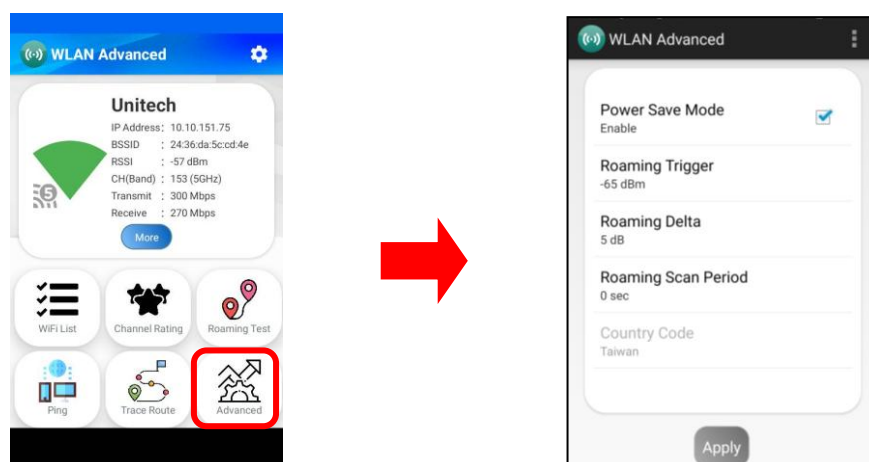 WLAN Advanced
Unitech
IP Address : 10.10.151.75
BSSID : 24:36:da:5c:cd:4e
RSSI : -57 dBm
CH(Band) : 153 (5GHz)
Transmit : 300 Mbps
Receive : 270 Mbps
5
More
WiFi List
Channel Rating
Roaming Test
Ping
Trace Route
Advanced
WLAN Advanced
Power Save Mode
Enable
Roaming Trigger
-65 dBm
Roaming Delta
5 dB
Roaming Scan Period
0 sec
Country Code
Taiwan
Apply